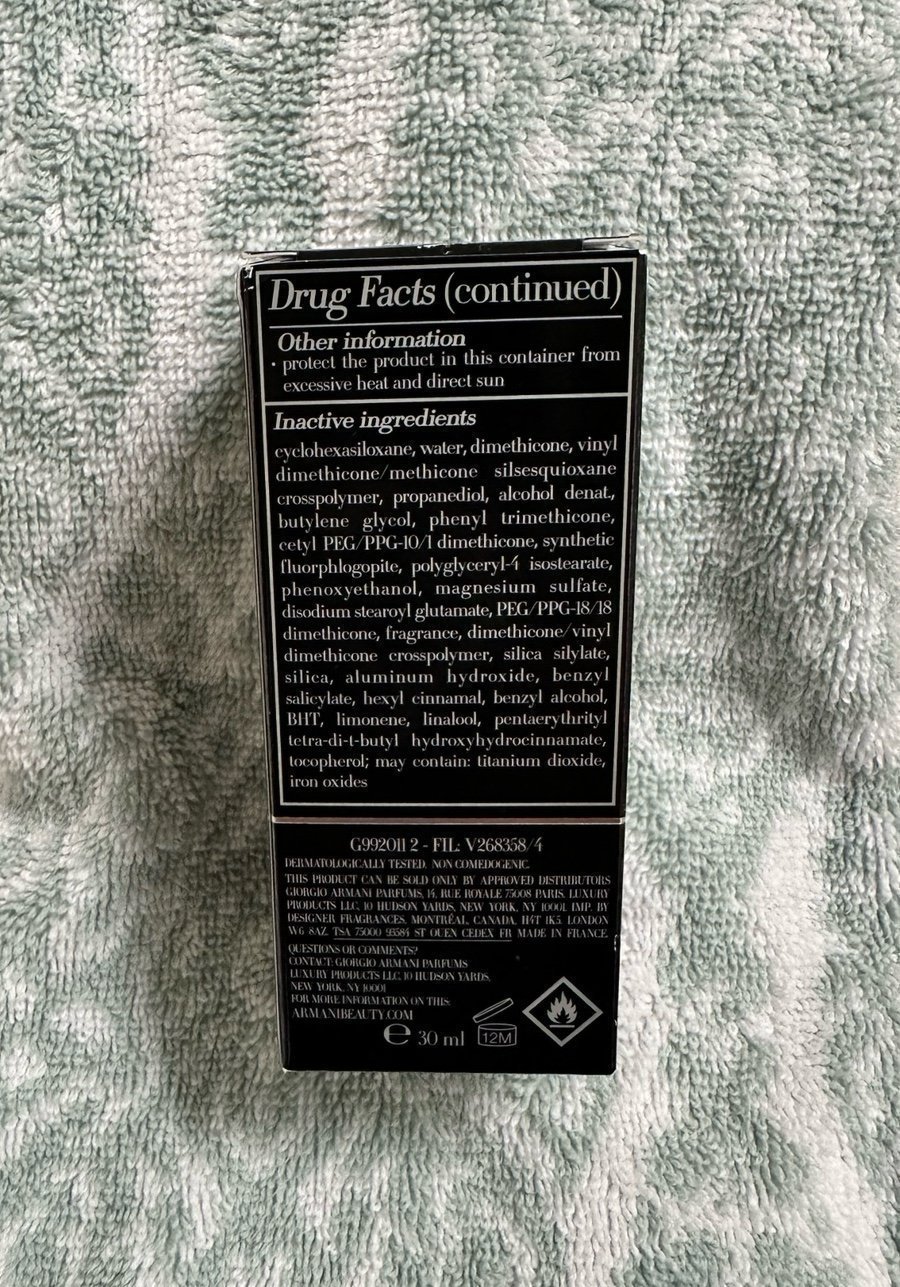 Drug Facts (continued)
Other information
• protect the product in this container from
excessive heat and direct sun
Inactive ingredients
cyclohexasiloxane, water, dimethicone, vinyl
dimethicone/methicone silsesquioxane
crosspolymer, propanediol, alcohol denat.,
butylene glycol, phenyl trimethicone,
cetyl PEG/PPG-10/1 dimethicone, synthetic
fluorphlogopite, polyglyceryl-4 isostearate,
phenoxyethanol, magnesium sulfate,
disodium stearoyl glutamate, PEG/PPG-18/18
dimethicone, fragrance, dimethicone/vinyl
dimethicone crosspolymer, silica silylate,
silica, aluminum hydroxide, benzyl
salicylate, hexyl cinnamal, benzyl alcohol,
BHT, limonene, linalool, pentaerythrityl
tetra-di-t-butyl hydroxyhydrocinnamate,
tocopherol; may contain: titanium dioxide,
iron oxides
G992011 2 - FIL: V268358/4
DERMATOLOGICALLY TESTED. NON COMEDOGENIC.
THIS PRODUCT CAN BE SOLD ONLY BY APPROVED DISTRIBUTORS
GIORGIO ARMANI PARFUMS, 14, RUE ROYALE 75008 PARIS. LUXURY
PRODUCTS LLC, 10 HUDSON YARDS, NEW YORK, NY 10001. IMP. BY
DESIGNER FRAGRANCES, MONTRÉAL, CANADA, H4T 1K5. LONDON
W6 8AZ. TSA 75000 93584 ST OUEN CEDEX FR MADE IN FRANCE.
QUESTIONS OR COMMENTS?
CONTACT: GIORGIO ARMANI PARFUMS
LUXURY PRODUCTS LLC, 10 HUDSON YARDS,
NEW YORK, NY 10001
FOR MORE INFORMATION ON THIS:
ARMANIBEAUTY.COM
℮ 30 ml 12M